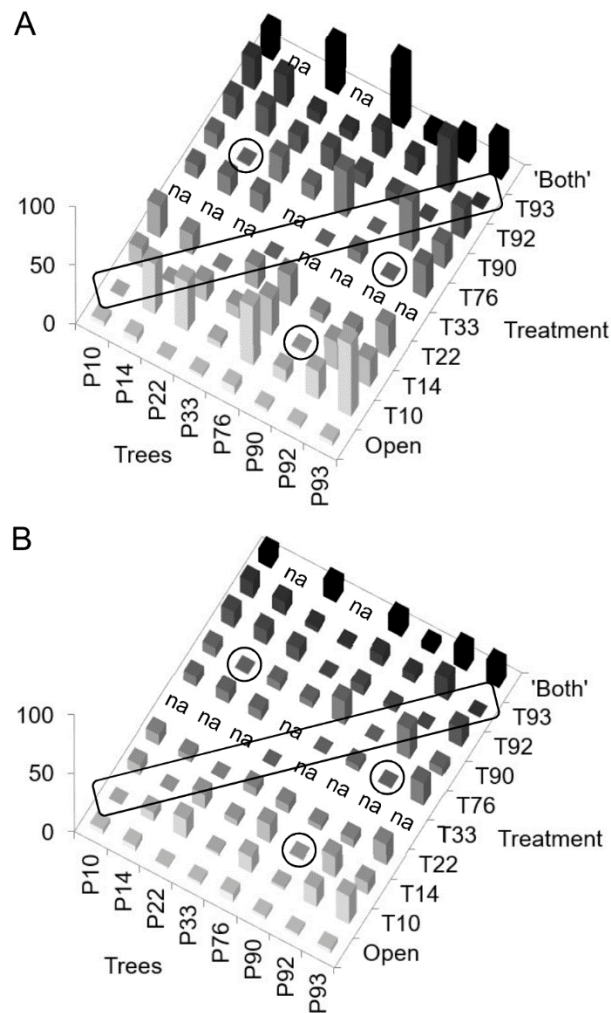 A
na
na
100
50
0
na
na
na
na
na
na
na
na
P10
P14
P22
P33
P76
P90
P92
P93
Trees
'Both'
T93
T92
T90
T76
T33
T22
T14
T10
Open
Treatment
B
na
na
100
50
0
na
na
na
na
na
na
na
na
P10
P14
P22
P33
P76
P90
P92
P93
Trees
'Both'
T93
T92
T90
T76
T33
T22
T14
T10
Open
Treatment